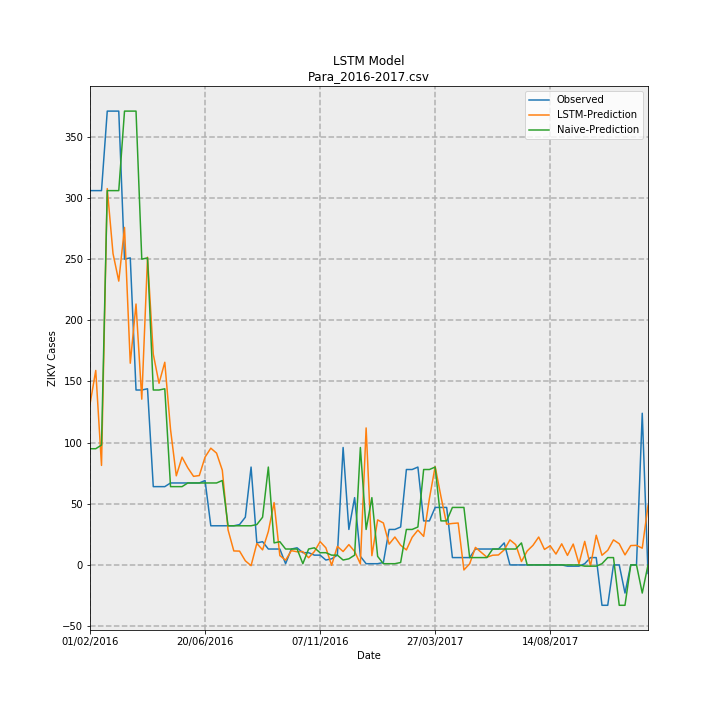 LSTM Model
Para_2016-2017.csv
Observed
LSTM-Prediction
Naive-Prediction
350
300
250
200
150
100
50
0
−50
ZIKV Cases
01/02/2016 20/06/2016 07/11/2016 27/03/2017 14/08/2017
Date